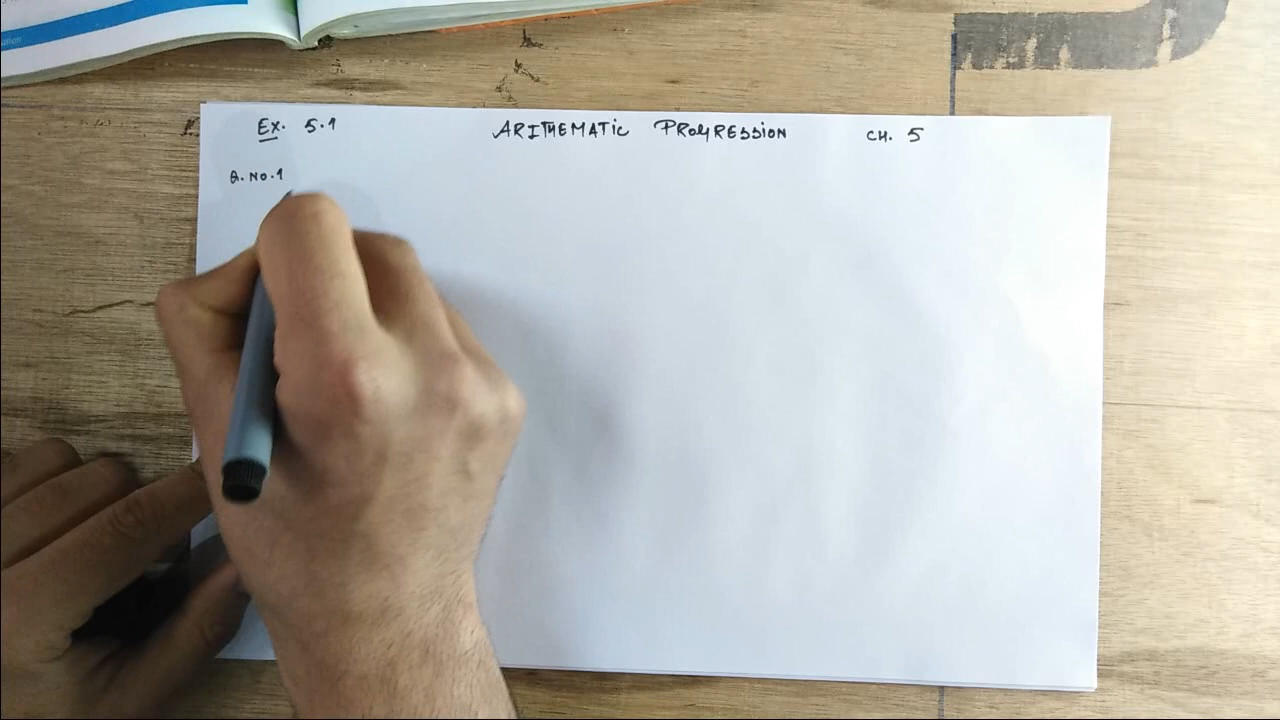 Ex. 5.1 ARITHEMATIC PROGRESSION CH. 5
Q. NO. 1